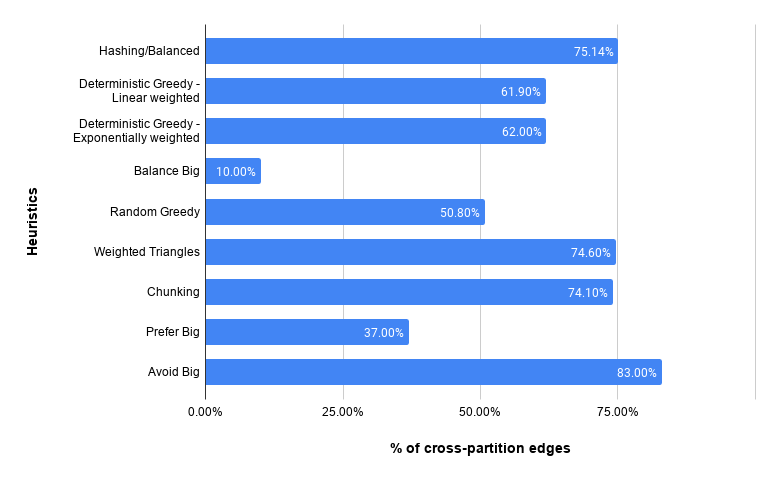 Heuristics
Hashing/Balanced
75.14%
Deterministic Greedy -
Linear weighted
61.90%
Deterministic Greedy -
Exponentially weighted
62.00%
Balance Big
10.00%
Random Greedy
50.80%
Weighted Triangles
74.60%
Chunking
74.10%
Prefer Big
37.00%
Avoid Big
83.00%
0.00%
25.00%
50.00%
75.00%
% of cross-partition edges